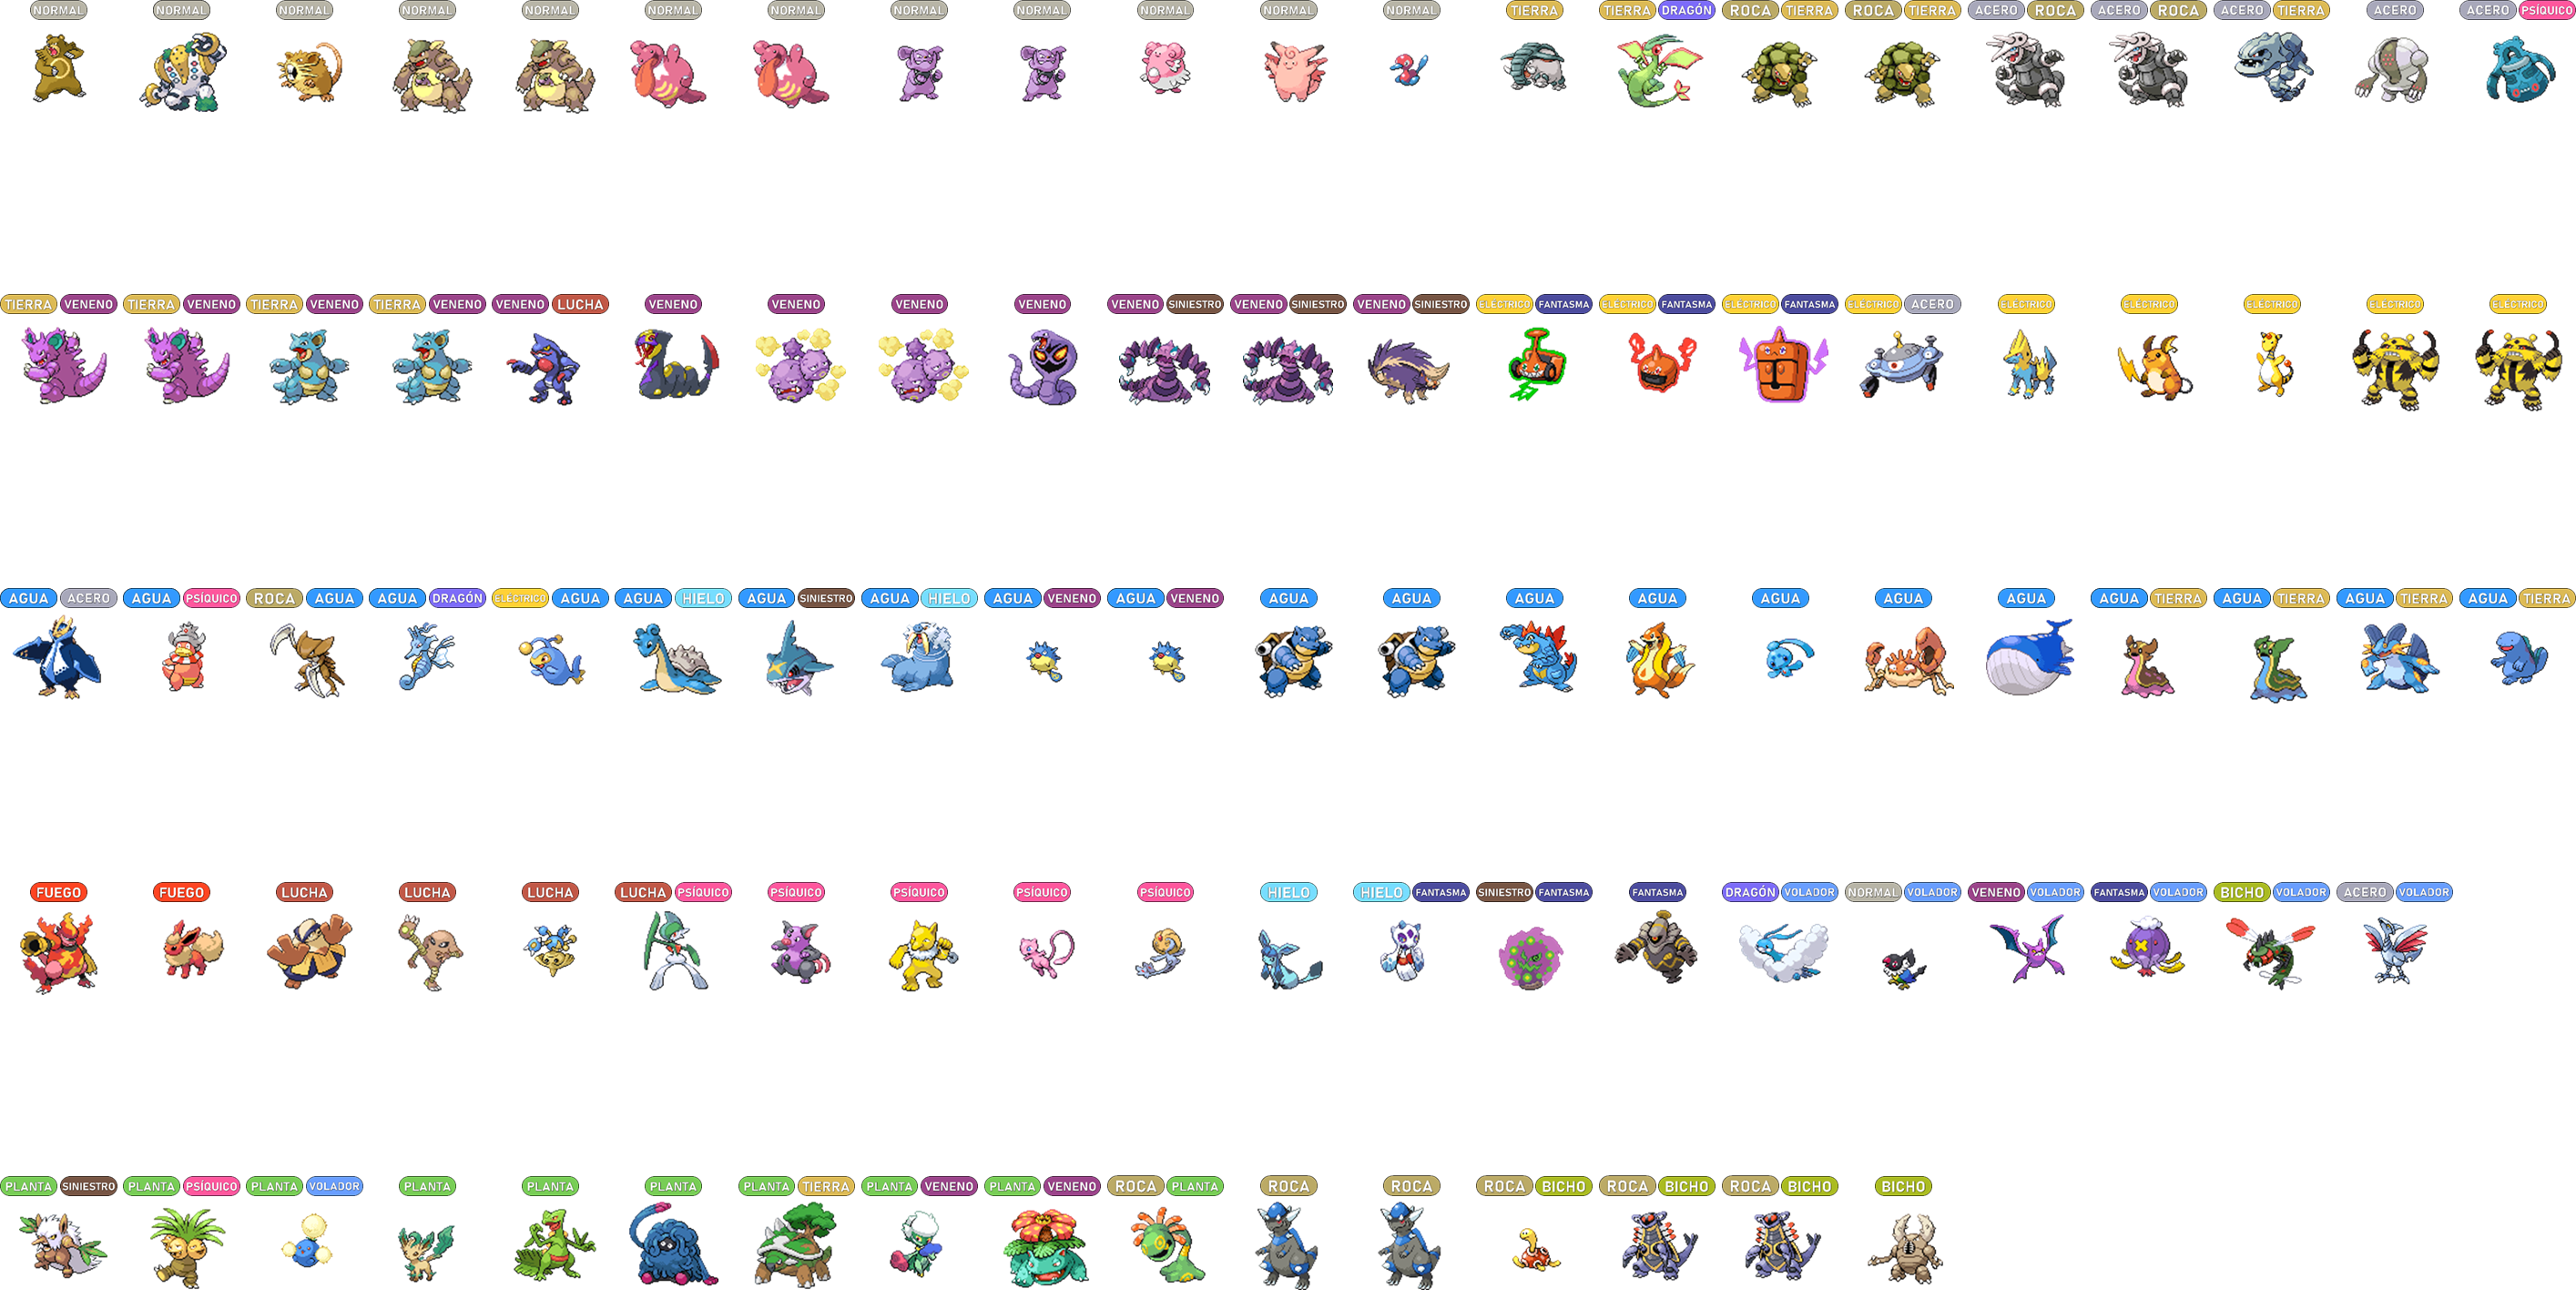 NORMAL NORMAL NORMAL NORMAL NORMAL NORMAL NORMAL NORMAL NORMAL NORMAL NORMAL NORMAL TIERRA TIERRA DRAGÓN ROCA TIERRA ROCA TIERRA ACERO ROCA ACERO ROCA ACERO TIERRA ACERO ACERO PSÍQUICO
TIERRA VENENO TIERRA VENENO TIERRA VENENO TIERRA VENENO VENENO LUCHA VENENO VENENO VENENO VENENO VENENO SINIESTRO VENENO SINIESTRO VENENO SINIESTRO ELÉCTRICO FANTASMA ELÉCTRICO FANTASMA ELÉCTRICO FANTASMA ELÉCTRICO ACERO ELÉCTRICO ELÉCTRICO ELÉCTRICO ELÉCTRICO ELÉCTRICO
AGUA ACERO AGUA PSÍQUICO ROCA AGUA AGUA DRAGÓN ELÉCTRICO AGUA AGUA HIELO AGUA SINIESTRO AGUA HIELO AGUA VENENO AGUA VENENO AGUA AGUA AGUA AGUA AGUA AGUA AGUA AGUA TIERRA AGUA TIERRA AGUA TIERRA AGUA TIERRA
FUEGO FUEGO LUCHA LUCHA LUCHA LUCHA PSÍQUICO PSÍQUICO PSÍQUICO PSÍQUICO PSÍQUICO HIELO HIELO FANTASMA SINIESTRO FANTASMA FANTASMA DRAGÓN VOLADOR NORMAL VOLADOR VENENO VOLADOR FANTASMA VOLADOR BICHO VOLADOR ACERO VOLADOR
PLANTA SINIESTRO PLANTA PSÍQUICO PLANTA VOLADOR PLANTA PLANTA PLANTA PLANTA TIERRA PLANTA VENENO PLANTA VENENO ROCA PLANTA ROCA ROCA ROCA BICHO ROCA BICHO ROCA BICHO BICHO